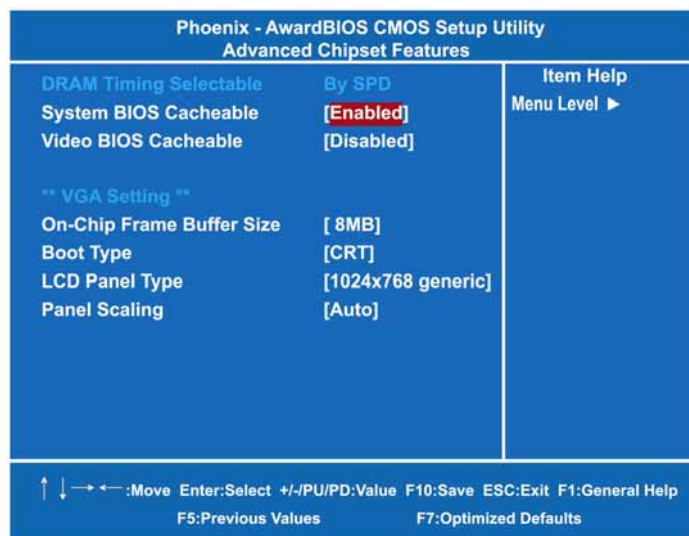 Phoenix - AwardBIOS CMOS Setup Utility
Advanced Chipset Features
DRAM Timing Selectable By SPD
System BIOS Cacheable [Enabled]
Video BIOS Cacheable [Disabled]
** VGA Setting **
On-Chip Frame Buffer Size [ 8MB]
Boot Type [CRT]
LCD Panel Type [1024x768 generic]
Panel Scaling [Auto]
Item Help
Menu Level ►
↑ ↓ → ← :Move Enter:Select +/-/PU/PD:Value F10:Save ESC:Exit F1:General Help
F5:Previous Values F7:Optimized Defaults